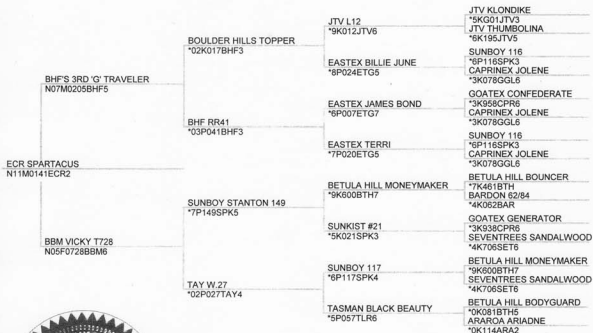 JTV KLONDIKE
*5KG01JTV3
JTV L12
*9K012JTV6
JTV THUMBOLINA
*6K195JTV5
BOULDER HILLS TOPPER
*02K017BHF3
SUNBOY 116
*6P116SPK3
EASTEX BILLIE JUNE
*8P024ETG5
CAPRINEX JOLENE
*3K078GGL6
BHF'S 3RD 'G' TRAVELER
N07M0205BHF5
GOATEX CONFEDERATE
*3K958CPR6
EASTEX JAMES BOND
*6P007ETG7
CAPRINEX JOLENE
*3K078GGL6
BHF RR41
*03P041BHF3
SUNBOY 116
*6P116SPK3
EASTEX TERRI
*7P020ETG5
CAPRINEX JOLENE
*3K078GGL6
ECR SPARTACUS
N11M0141ECR2
BETULA HILL BOUNCER
*7K461BTH
BETULA HILL MONEYMAKER
*9K600BTH7
BARDON 62/84
*4K062BAR
SUNBOY STANTON 149
*7P149SPK5
GOATEX GENERATOR
*3K938CPR6
SUNKIST #21
*5K021SPK3
SEVENTREES SANDALWOOD
*4K706SET6
BBM VICKY T728
N05F0728BBM6
BETULA HILL MONEYMAKER
*9K600BTH7
SUNBOY 117
*6P117SPK4
SEVENTREES SANDALWOOD
*4K706SET6
TAY W.27
*02P027TAY4
BETULA HILL BODYGUARD
*0K081BTH5
TASMAN BLACK BEAUTY
*5P057TLR6
ARAROA ARIADNE
*0K114ARA2